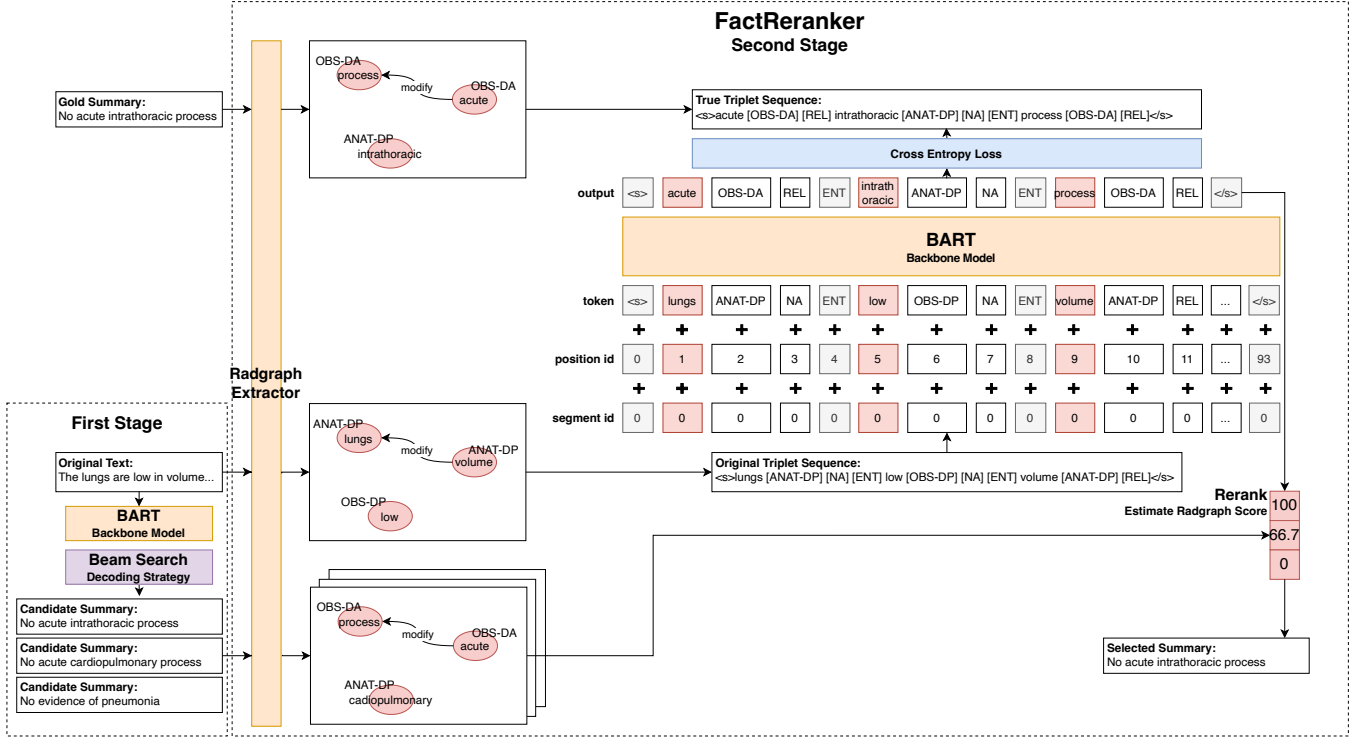 FactReranker
Second Stage
Gold Summary:
No acute intrathoracic process
OBS-DA
process
modify
OBS-DA
acute
ANAT-DP
intrathoracic
True Triplet Sequence:
<s>acute [OBS-DA] [REL] intrathoracic [ANAT-DP] [NA] [ENT] process [OBS-DA] [REL]</s>
Cross Entropy Loss
output <s> acute OBS-DA REL ENT intrath oracic ANAT-DP NA ENT process OBS-DA REL </s>
BART
Backbone Model
token <s> lungs ANAT-DP NA ENT low OBS-DP NA ENT volume ANAT-DP REL ... </s>
+ + + + + + + + + + + + +
position id 0 1 2 3 4 5 6 7 8 9 10 11 ... 93
+ + + + + + + + + + + + +
segment id 0 0 0 0 0 0 0 0 0 0 0 0 ... 0
Radgraph
Extractor
First Stage
Original Text:
The lungs are low in volume...
BART
Backbone Model
Beam Search
Decoding Strategy
Candidate Summary:
No acute intrathoracic process
Candidate Summary:
No acute cardiopulmonary process
Candidate Summary:
No evidence of pneumonia
ANAT-DP
lungs
modify
ANAT-DP
volume
OBS-DP
low
Original Triplet Sequence:
<s>lungs [ANAT-DP] [NA] [ENT] low [OBS-DP] [NA] [ENT] volume [ANAT-DP] [REL]</s>
OBS-DA
process
modify
OBS-DA
acute
ANAT-DP
cadiopulmonary
Rerank
Estimate Radgraph Score
100
66.7
0
Selected Summary:
No acute intrathoracic process